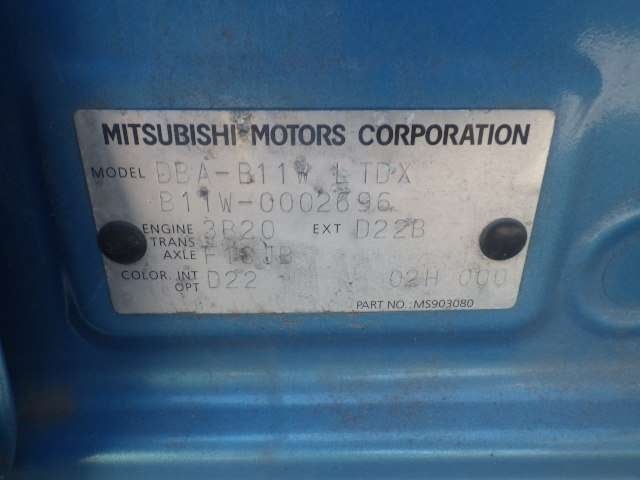 MITSUBISHI MOTORS CORPORATION
MODEL DBA-B11W LTDX
B11W-0002696
ENGINE 3B20 EXT D22B
TRANS
AXLE
COLOR. INT D22 02H 000
OPT
PART NO.: MS903080